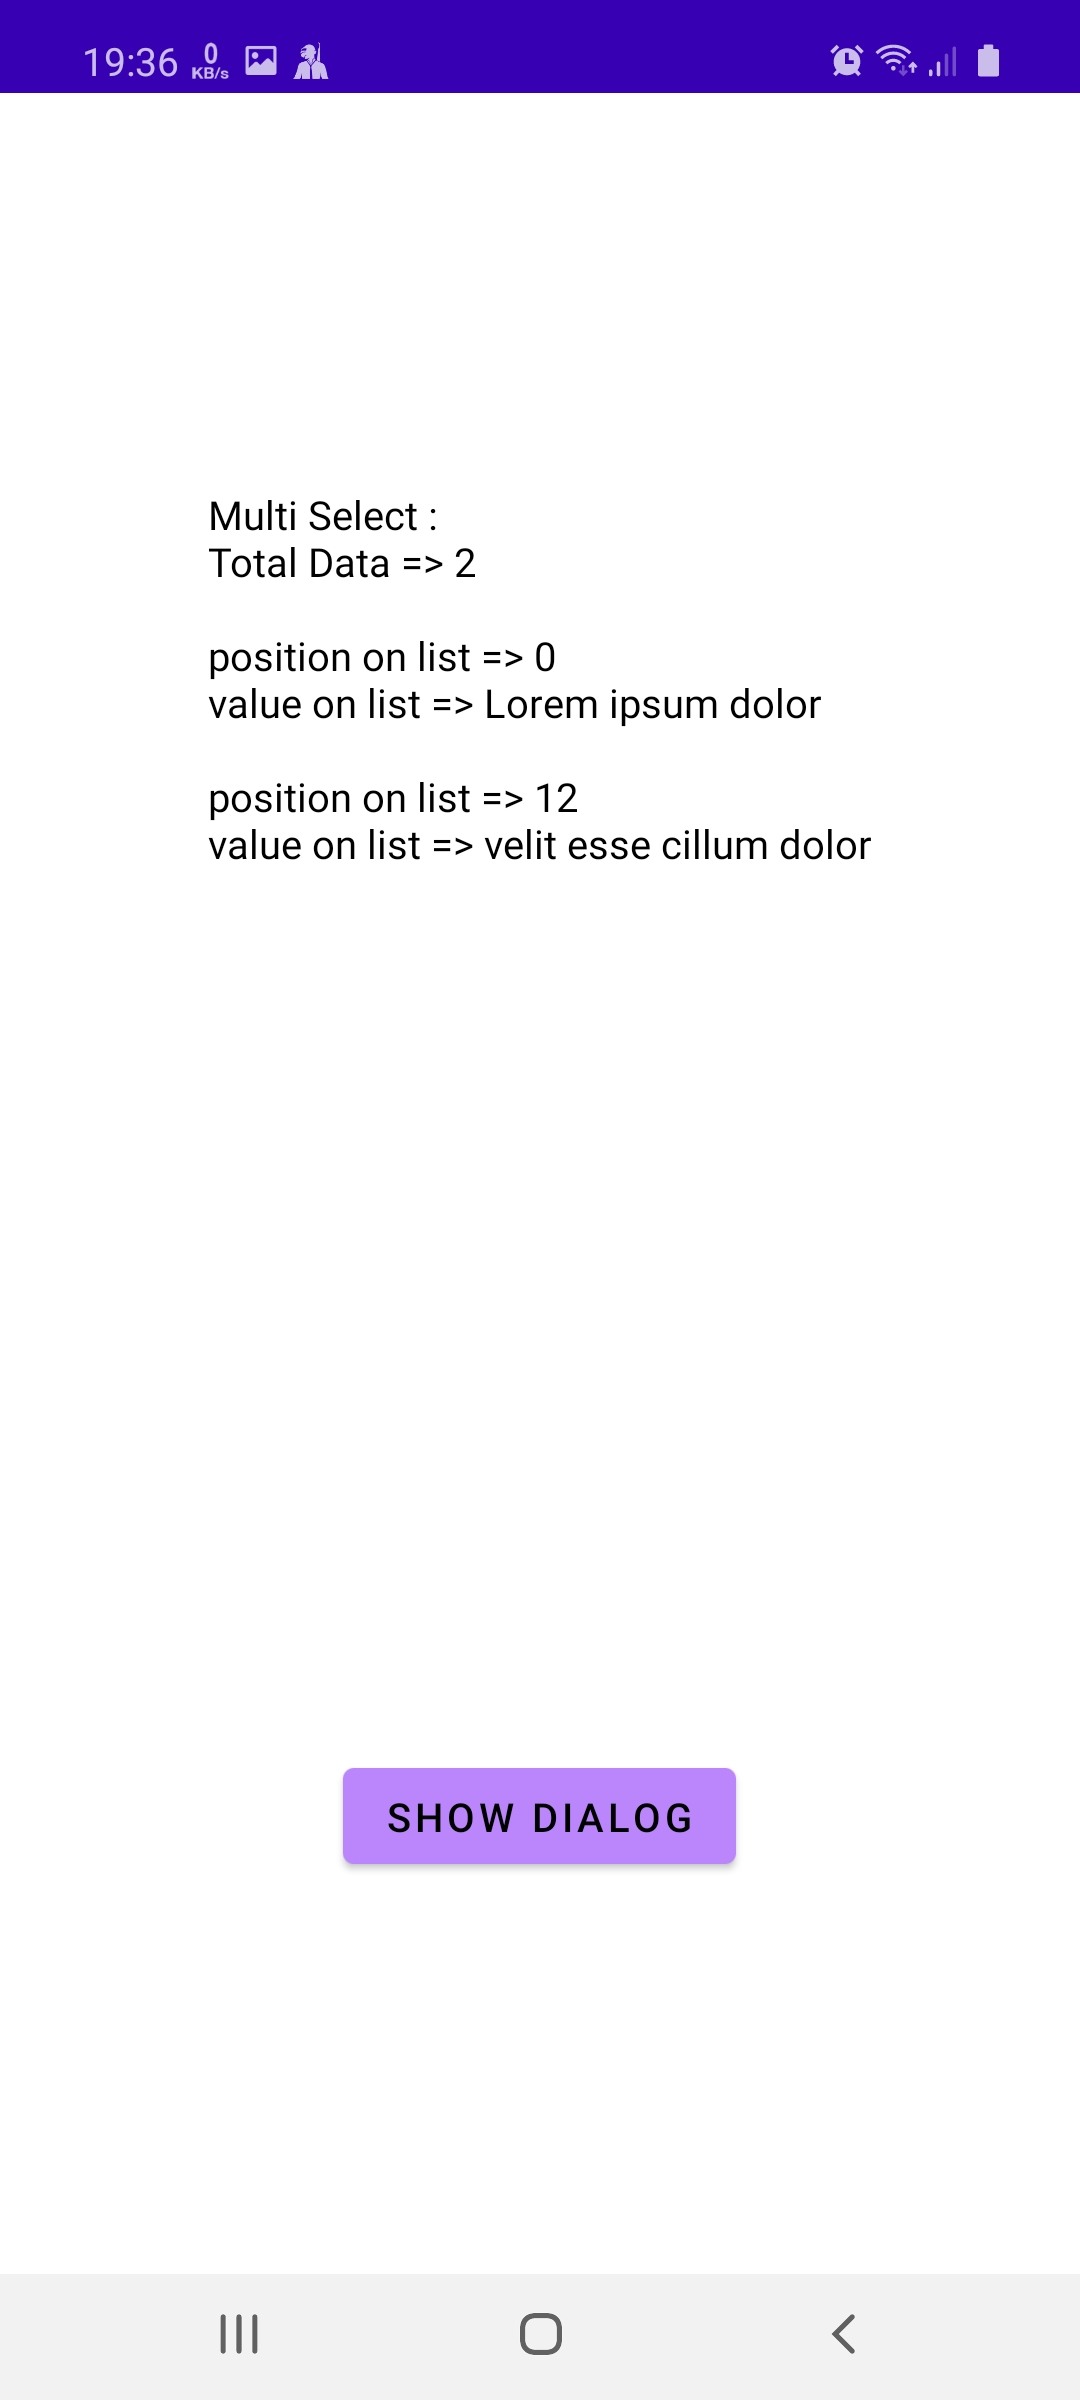 19:36 0 KB/s
Multi Select :
Total Data => 2
position on list => 0
value on list => Lorem ipsum dolor
position on list => 12
value on list => velit esse cillum dolor
SHOW DIALOG